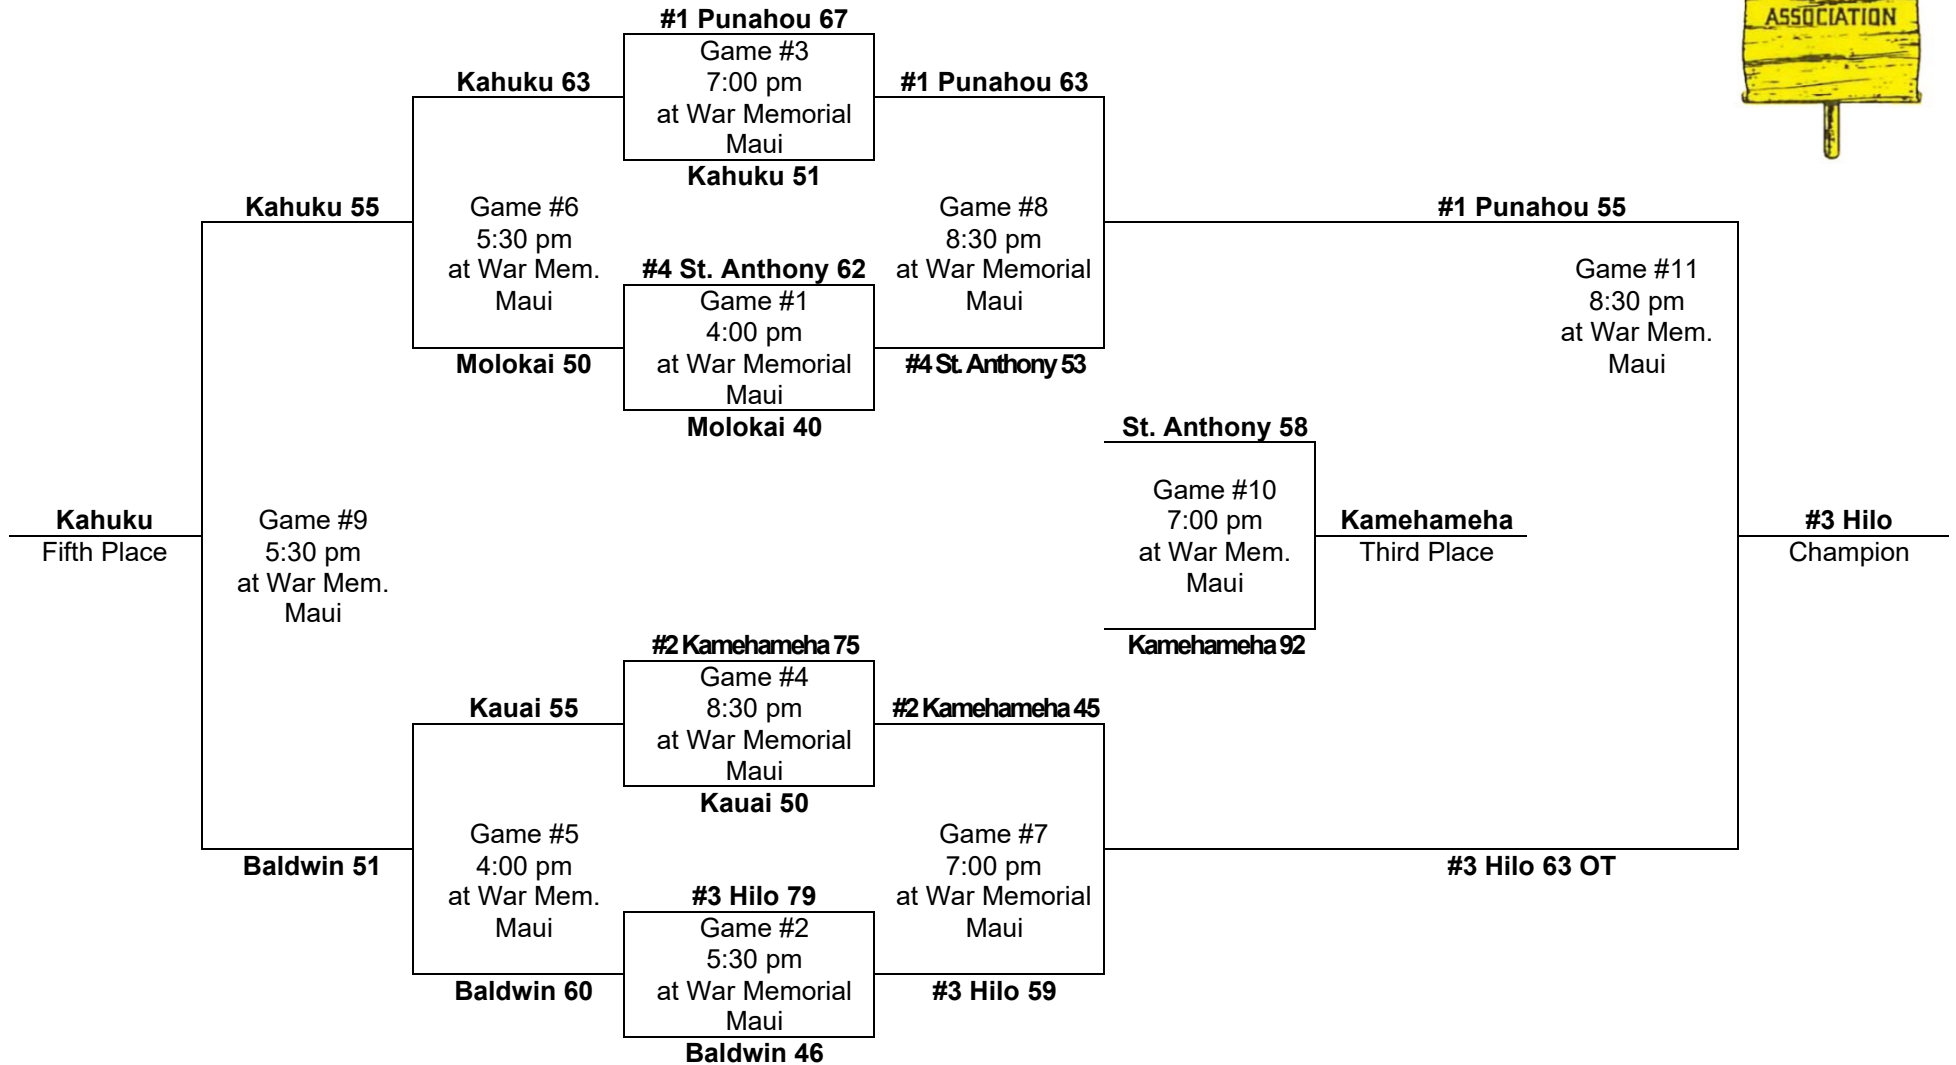 ASSOCIATION
#1 Punahou 67
Game #3
7:00 pm
at War Memorial
Maui
Kahuku 51
Kahuku 63
#1 Punahou 63
Kahuku 55
Game #6
5:30 pm
at War Mem.
Maui
Game #8
8:30 pm
at War Memorial
Maui
#1 Punahou 55
#4 St. Anthony 62
Game #1
4:00 pm
at War Memorial
Maui
Molokai 40
Molokai 50
#4 St. Anthony 53
Game #11
8:30 pm
at War Mem.
Maui
St. Anthony 58
Game #10
7:00 pm
at War Mem.
Maui
Kamehameha 92
Kahuku
Fifth Place
Game #9
5:30 pm
at War Mem.
Maui
Kamehameha
Third Place
#3 Hilo
Champion
#2 Kamehameha 75
Game #4
8:30 pm
at War Memorial
Maui
Kauai 50
Kauai 55
#2 Kamehameha 45
Baldwin 51
Game #5
4:00 pm
at War Mem.
Maui
Game #7
7:00 pm
at War Memorial
Maui
#3 Hilo 63 OT
#3 Hilo 79
Game #2
5:30 pm
at War Memorial
Maui
Baldwin 46
Baldwin 60
#3 Hilo 59